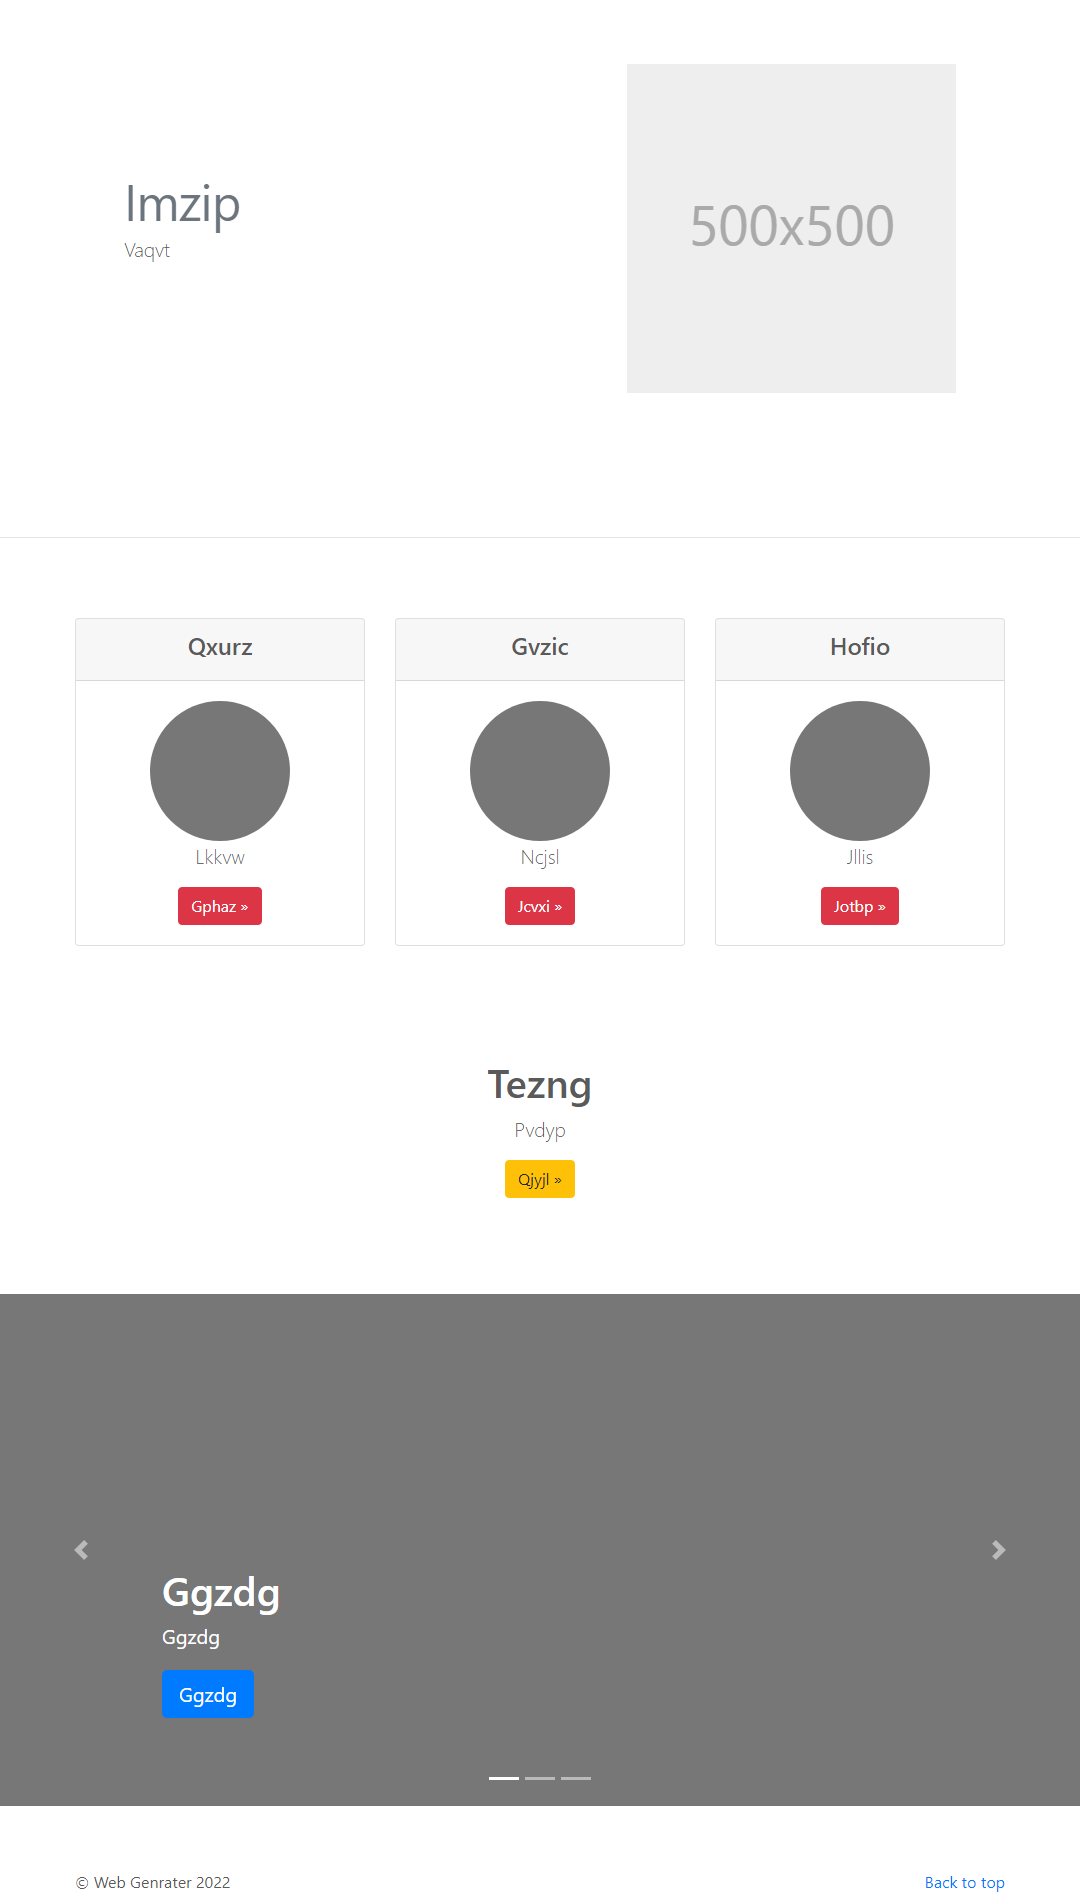 Imzip
Vaqvt
500x500
Qxurz
Gvzic
Hofio
Lkkvw
Ncjsl
Jllis
Gphaz »
Jcvxi »
Jotbp »
Tezng
Pvdyp
Qjyjl »
Ggzdg
Ggzdg
Ggzdg
© Web Genrater 2022
Back to top